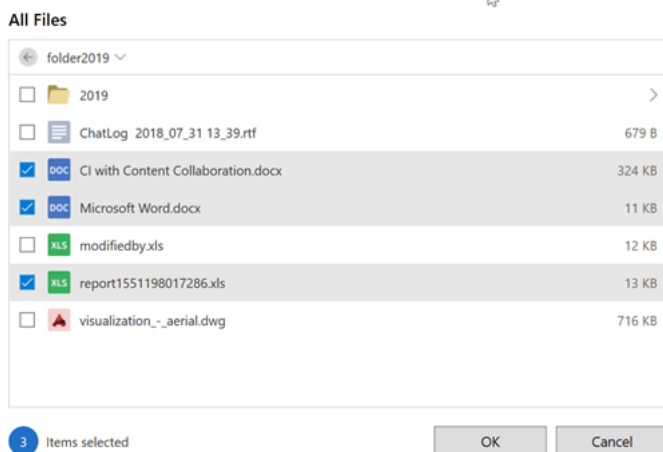 All Files
folder2019
2019
ChatLog 2018_07_31 13_39.rtf 679 B
DOC CI with Content Collaboration.docx 324 KB
DOC Microsoft Word.docx 11 KB
XLS modifiedby.xls 12 KB
XLS report1551198017286.xls 13 KB
visualization_-_aerial.dwg 716 KB
3 Items selected OK Cancel